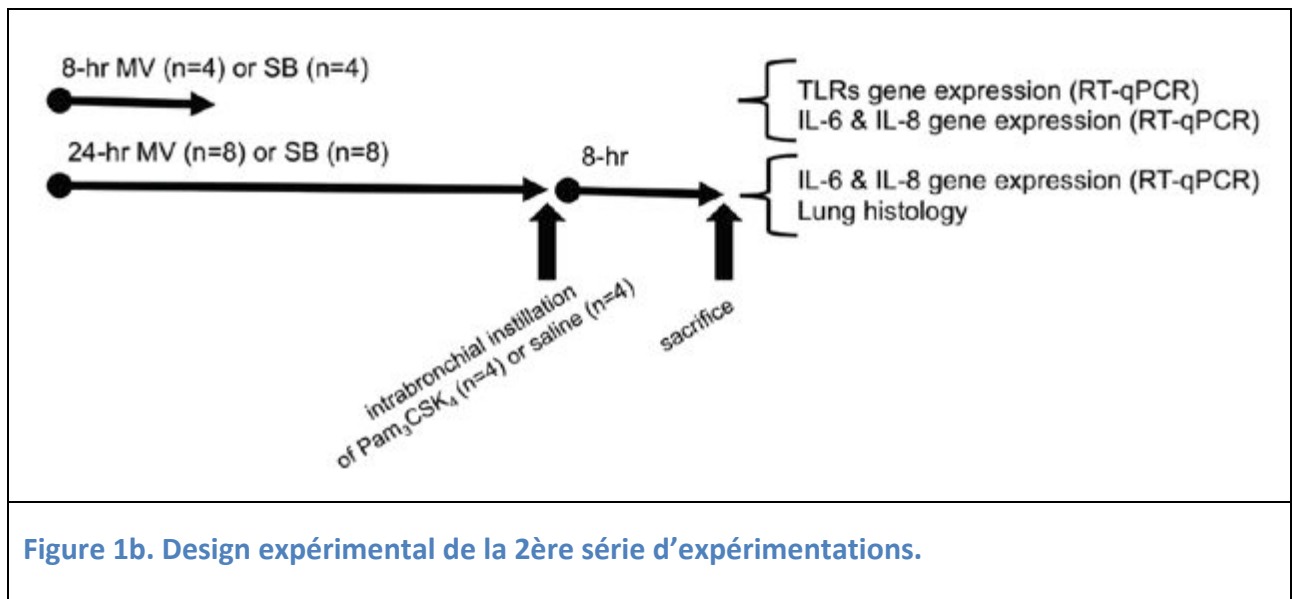 8-hr MV (n=4) or SB (n=4)
TLRs gene expression (RT-qPCR)
IL-6 & IL-8 gene expression (RT-qPCR)
24-hr MV (n=8) or SB (n=8)
8-hr
IL-6 & IL-8 gene expression (RT-qPCR)
Lung histology
intrabronchial instillation
of Pam₃CSK₄ (n=4) or saline (n=4)
sacrifice
Figure 1b. Design expérimental de la 2ère série d’expérimentations.